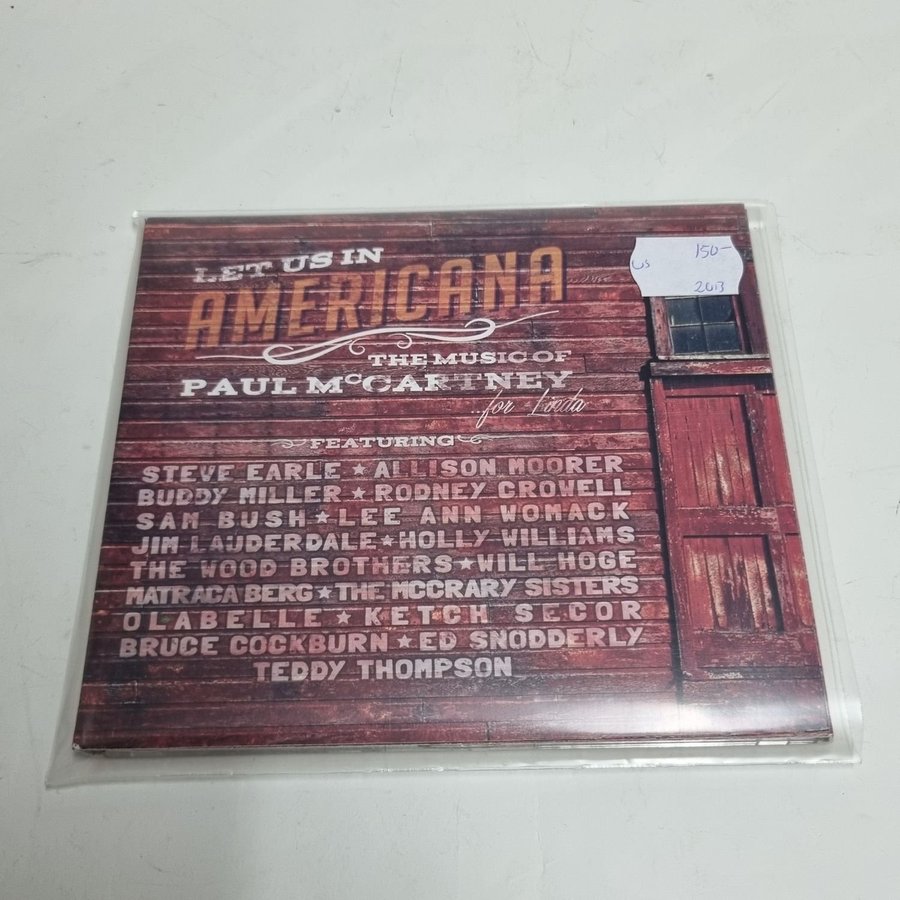 LET US IN
AMERICANA
THE MUSIC OF
PAUL McCARTNEY
...for Linda
FEATURING
STEVE EARLE ★ ALLISON MOORER
BUDDY MILLER ★ RODNEY CROWELL
SAM BUSH ★ LEE ANN WOMACK
JIM LAUDERDALE ★ HOLLY WILLIAMS
THE WOOD BROTHERS ★ WILL HOGE
MATRACA BERG ★ THE MCCRARY SISTERS
OLABELLE ★ KETCH SECOR
BRUCE COCKBURN ★ ED SNODDERLY
TEDDY THOMPSON
150-
US
2013